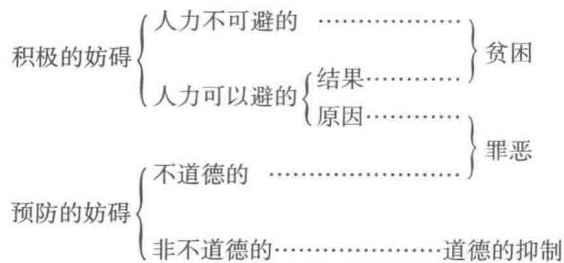 人力不可避的 ………………
贫困
积极的妨碍
结果…………
人力可以避的
原因…………
罪恶
不道德的 ………………………
预防的妨碍
非不道德的…………………道德的抑制